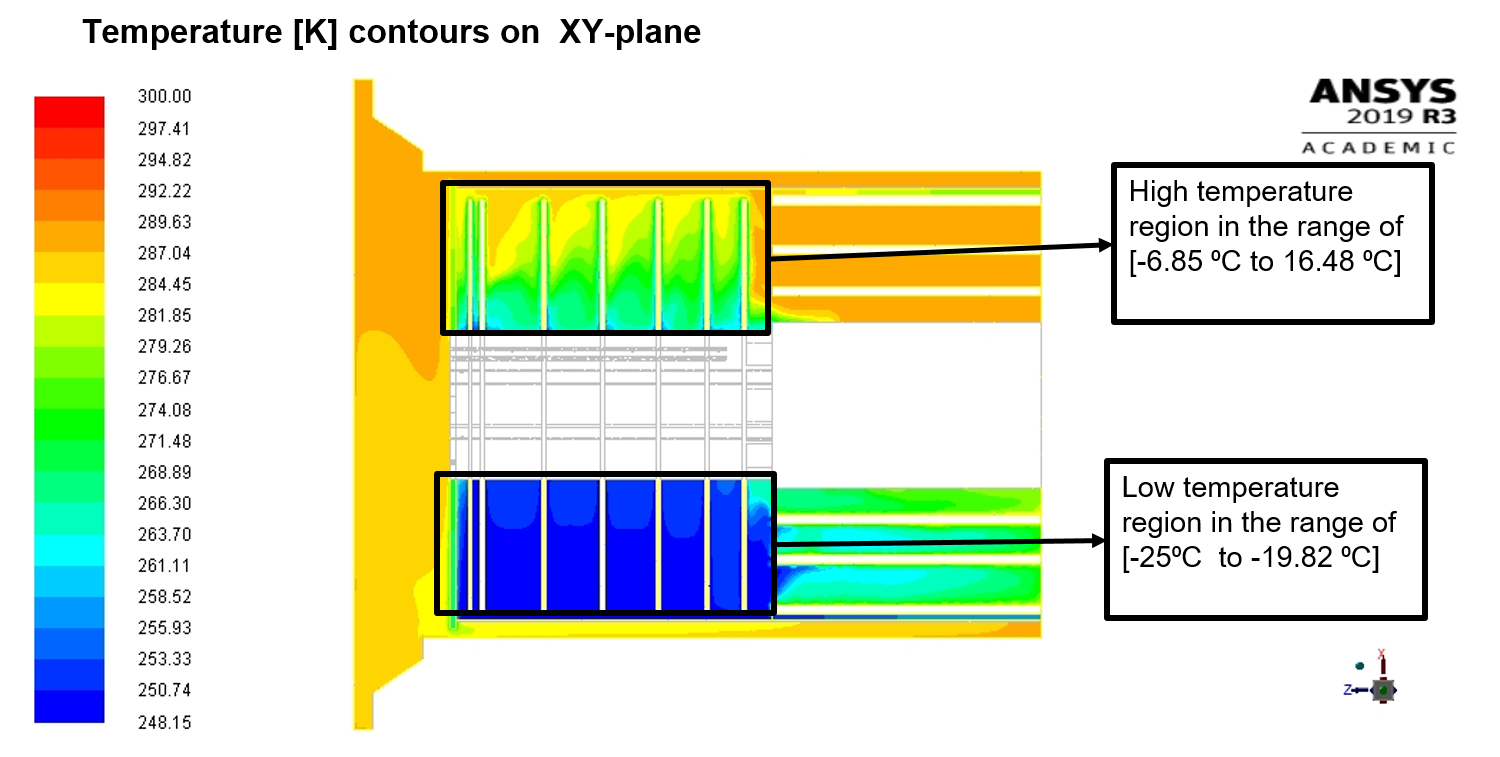 Temperature [K] contours on XY-plane
300.00
297.41
294.82
292.22
289.63
287.04
284.45
281.85
279.26
276.67
274.08
271.48
268.89
266.30
263.70
261.11
258.52
255.93
253.33
250.74
248.15
ANSYS
2019 R3
ACADEMIC
High temperature
region in the range of
[-6.85 ºC to 16.48 ºC]
Low temperature
region in the range of
[-25ºC to -19.82 ºC]
X
Z